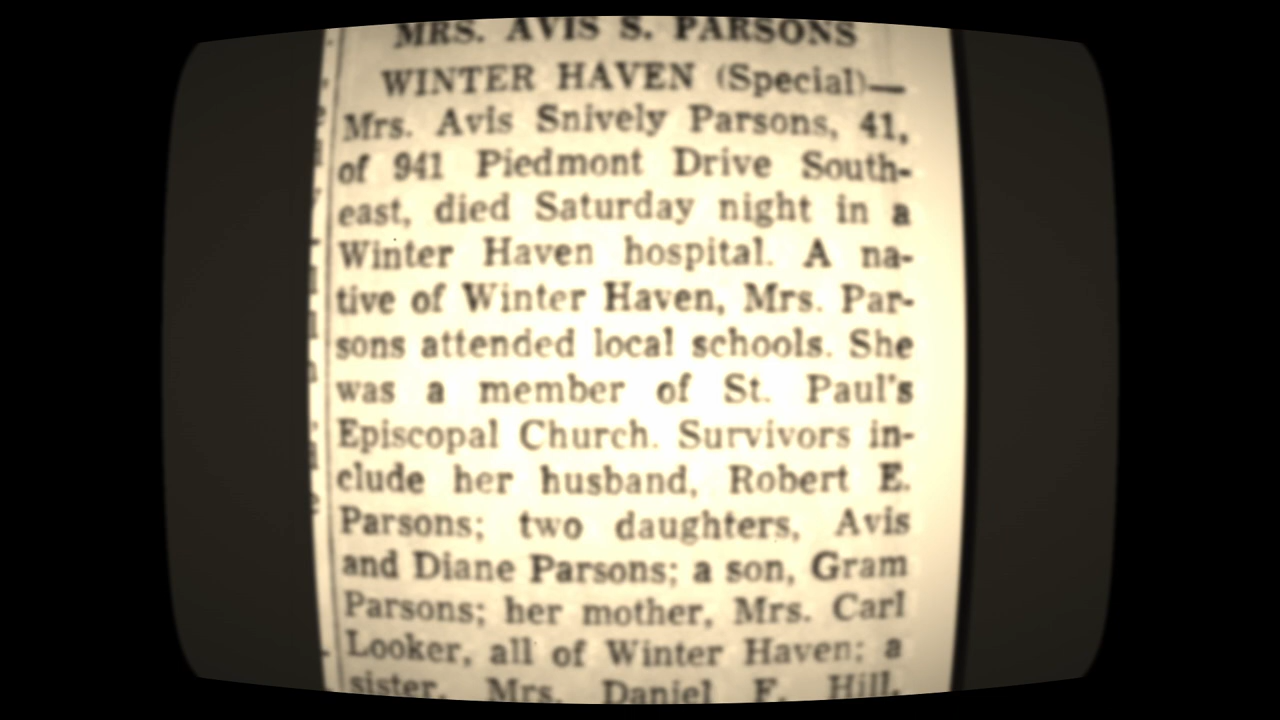 MRS. AVIS S. PARSONS
WINTER HAVEN (Special)—
Mrs. Avis Snively Parsons, 41,
of 941 Piedmont Drive South-
east, died Saturday night in a
Winter Haven hospital. A na-
tive of Winter Haven, Mrs. Par-
sons attended local schools. She
was a member of St. Paul's
Episcopal Church. Survivors in-
clude her husband, Robert E.
Parsons; two daughters, Avis
and Diane Parsons; a son, Gram
Parsons; her mother, Mrs. Carl
Looker, all of Winter Haven; a
sister, Mrs. Daniel F. Hill,